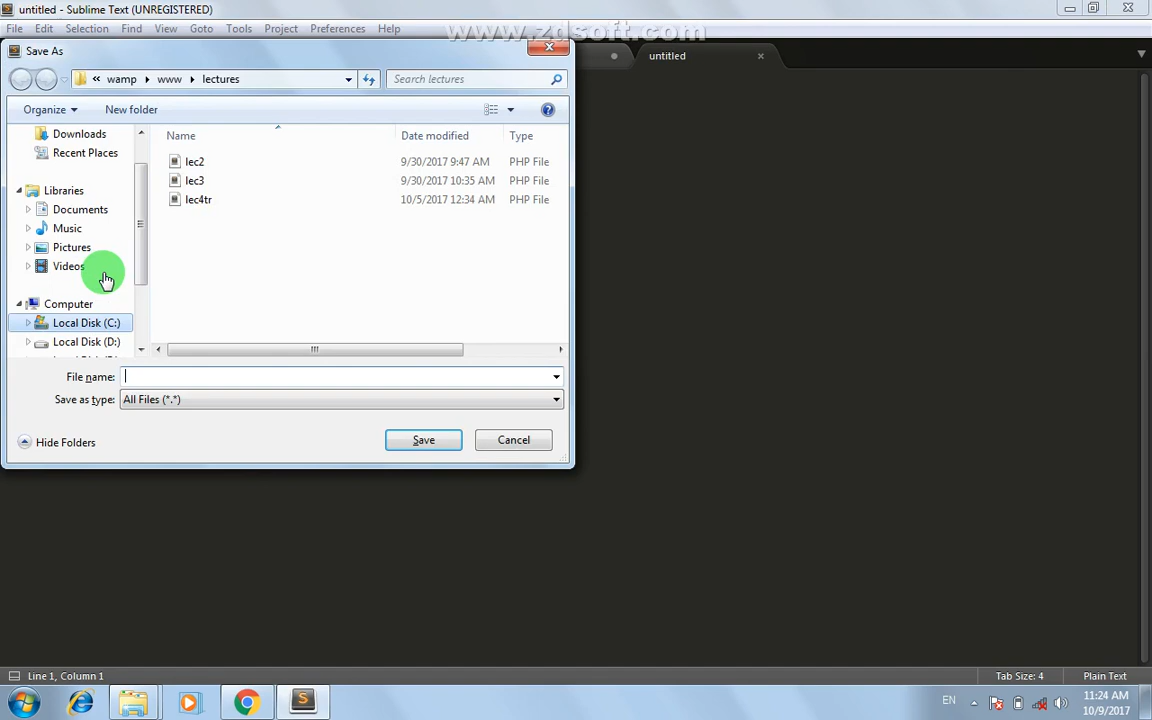 untitled - Sublime Text (UNREGISTERED)
File Edit Selection Find View Goto Tools Project Preferences Help
www.zdsoft.com
Save As
untitled
« wamp www lectures
Search lectures
Organize New folder
Downloads
Recent Places
Libraries
Documents
Music
Pictures
Videos
Computer
Local Disk (C:)
Local Disk (D:)
Name Date modified Type
lec2 9/30/2017 9:47 AM PHP File
lec3 9/30/2017 10:35 AM PHP File
lec4tr 10/5/2017 12:34 AM PHP File
File name:
Save as type: All Files (*.*)
Hide Folders
Save Cancel
Line 1, Column 1
Tab Size: 4 Plain Text
EN
11:24 AM
10/9/2017